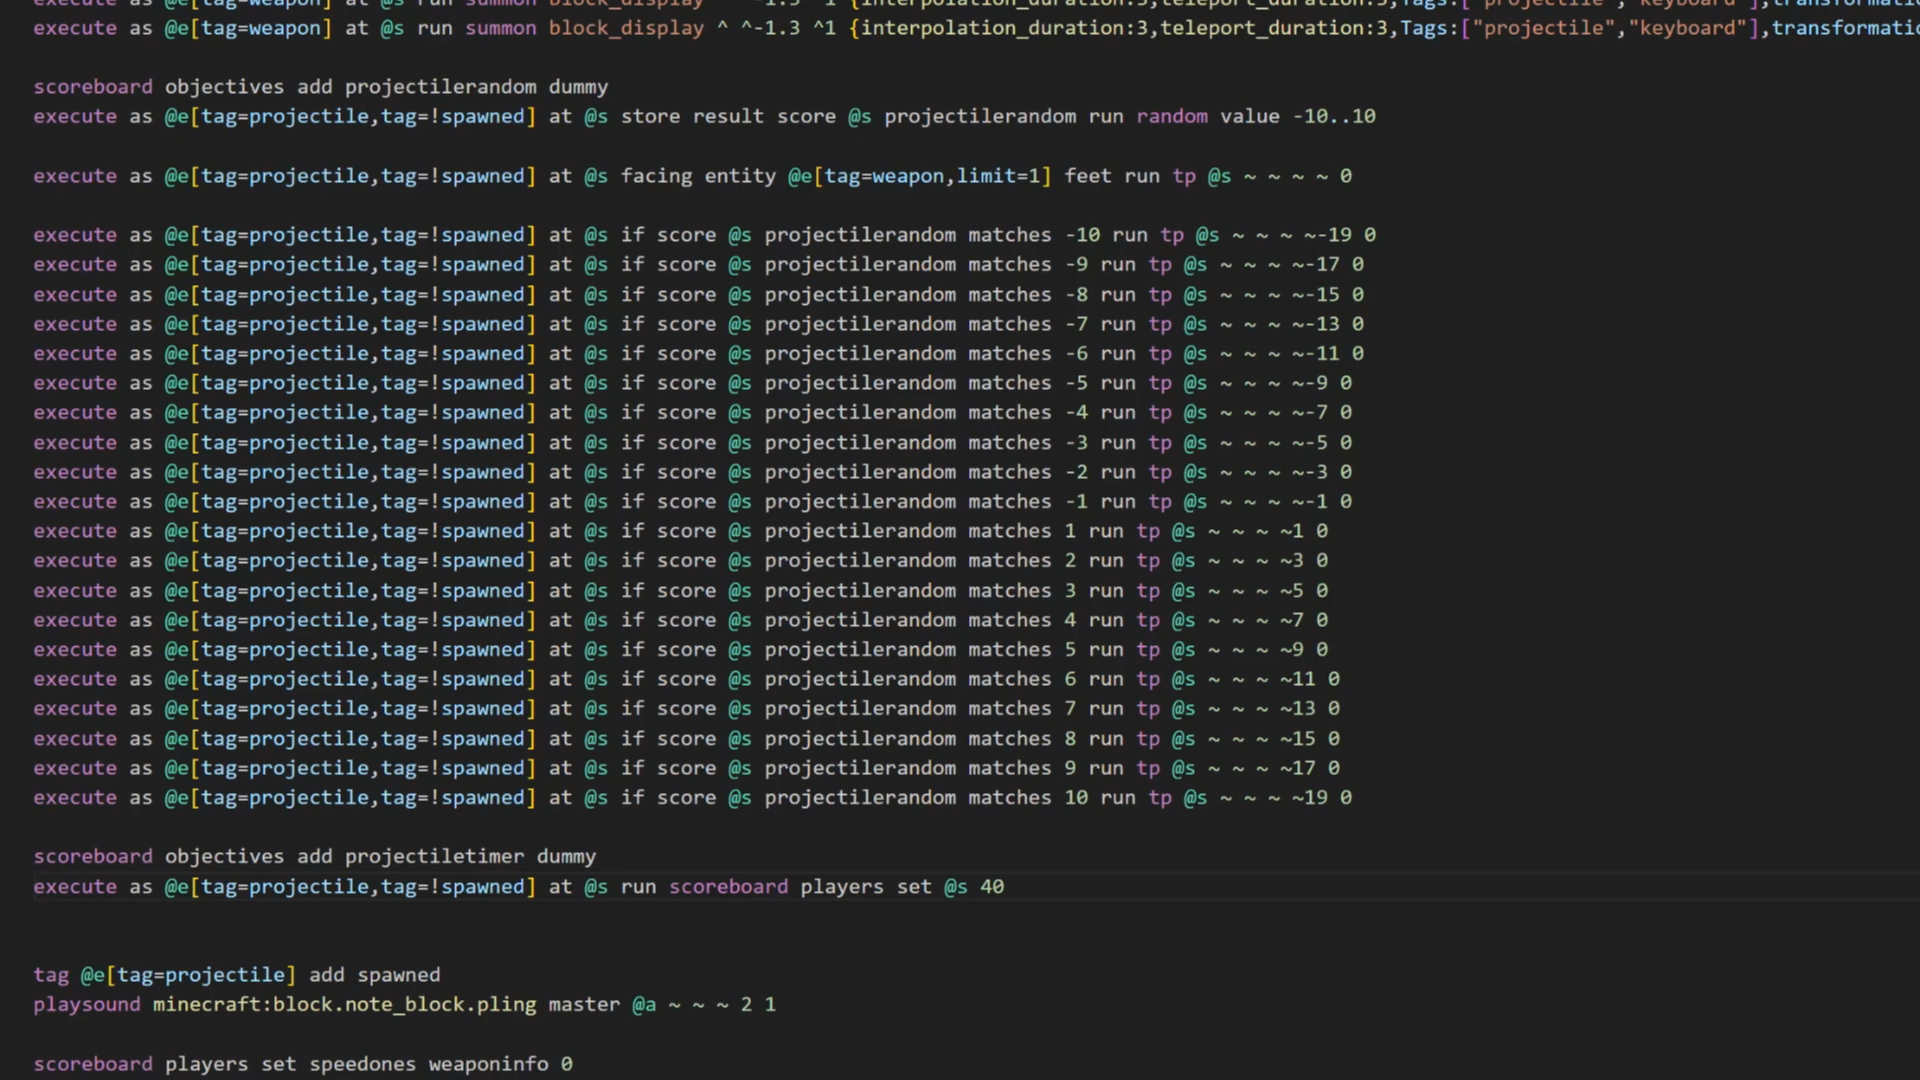 execute as @e[tag=weapon] at @s run summon block_display ^ ^-1.3 ^1 {interpolation_duration:3,teleport_duration:3,Tags:["projectile","keyboard"],transformatio
execute as @e[tag=weapon] at @s run summon block_display ^ ^-1.3 ^1 {interpolation_duration:3,teleport_duration:3,Tags:["projectile","keyboard"],transformatio
scoreboard objectives add projectilerandom dummy
execute as @e[tag=projectile,tag=!spawned] at @s store result score @s projectilerandom run random value -10..10
execute as @e[tag=projectile,tag=!spawned] at @s facing entity @e[tag=weapon,limit=1] feet run tp @s ~ ~ ~ ~ 0
execute as @e[tag=projectile,tag=!spawned] at @s if score @s projectilerandom matches -10 run tp @s ~ ~ ~ ~-19 0
execute as @e[tag=projectile,tag=!spawned] at @s if score @s projectilerandom matches -9 run tp @s ~ ~ ~ ~-17 0
execute as @e[tag=projectile,tag=!spawned] at @s if score @s projectilerandom matches -8 run tp @s ~ ~ ~ ~-15 0
execute as @e[tag=projectile,tag=!spawned] at @s if score @s projectilerandom matches -7 run tp @s ~ ~ ~ ~-13 0
execute as @e[tag=projectile,tag=!spawned] at @s if score @s projectilerandom matches -6 run tp @s ~ ~ ~ ~-11 0
execute as @e[tag=projectile,tag=!spawned] at @s if score @s projectilerandom matches -5 run tp @s ~ ~ ~ ~-9 0
execute as @e[tag=projectile,tag=!spawned] at @s if score @s projectilerandom matches -4 run tp @s ~ ~ ~ ~-7 0
execute as @e[tag=projectile,tag=!spawned] at @s if score @s projectilerandom matches -3 run tp @s ~ ~ ~ ~-5 0
execute as @e[tag=projectile,tag=!spawned] at @s if score @s projectilerandom matches -2 run tp @s ~ ~ ~ ~-3 0
execute as @e[tag=projectile,tag=!spawned] at @s if score @s projectilerandom matches -1 run tp @s ~ ~ ~ ~-1 0
execute as @e[tag=projectile,tag=!spawned] at @s if score @s projectilerandom matches 1 run tp @s ~ ~ ~ ~1 0
execute as @e[tag=projectile,tag=!spawned] at @s if score @s projectilerandom matches 2 run tp @s ~ ~ ~ ~3 0
execute as @e[tag=projectile,tag=!spawned] at @s if score @s projectilerandom matches 3 run tp @s ~ ~ ~ ~5 0
execute as @e[tag=projectile,tag=!spawned] at @s if score @s projectilerandom matches 4 run tp @s ~ ~ ~ ~7 0
execute as @e[tag=projectile,tag=!spawned] at @s if score @s projectilerandom matches 5 run tp @s ~ ~ ~ ~9 0
execute as @e[tag=projectile,tag=!spawned] at @s if score @s projectilerandom matches 6 run tp @s ~ ~ ~ ~11 0
execute as @e[tag=projectile,tag=!spawned] at @s if score @s projectilerandom matches 7 run tp @s ~ ~ ~ ~13 0
execute as @e[tag=projectile,tag=!spawned] at @s if score @s projectilerandom matches 8 run tp @s ~ ~ ~ ~15 0
execute as @e[tag=projectile,tag=!spawned] at @s if score @s projectilerandom matches 9 run tp @s ~ ~ ~ ~17 0
execute as @e[tag=projectile,tag=!spawned] at @s if score @s projectilerandom matches 10 run tp @s ~ ~ ~ ~19 0
scoreboard objectives add projectiletimer dummy
execute as @e[tag=projectile,tag=!spawned] at @s run scoreboard players set @s 40
tag @e[tag=projectile] add spawned
playsound minecraft:block.note_block.pling master @a ~ ~ ~ 2 1
scoreboard players set speedones weaponinfo 0